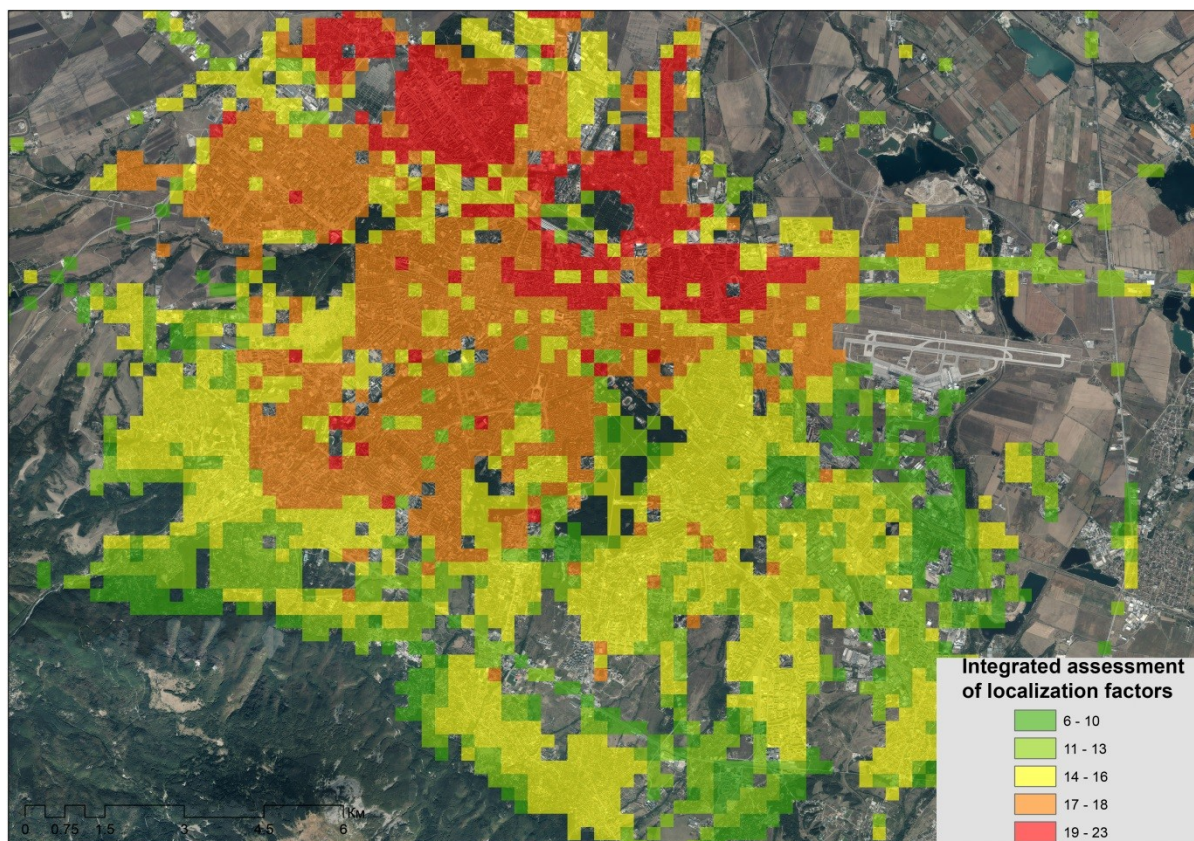 Integrated assessment
of localization factors
6 - 10
11 - 13
14 - 16
17 - 18
19 - 23
Км
0 0.75 1.5 3 4.5 6